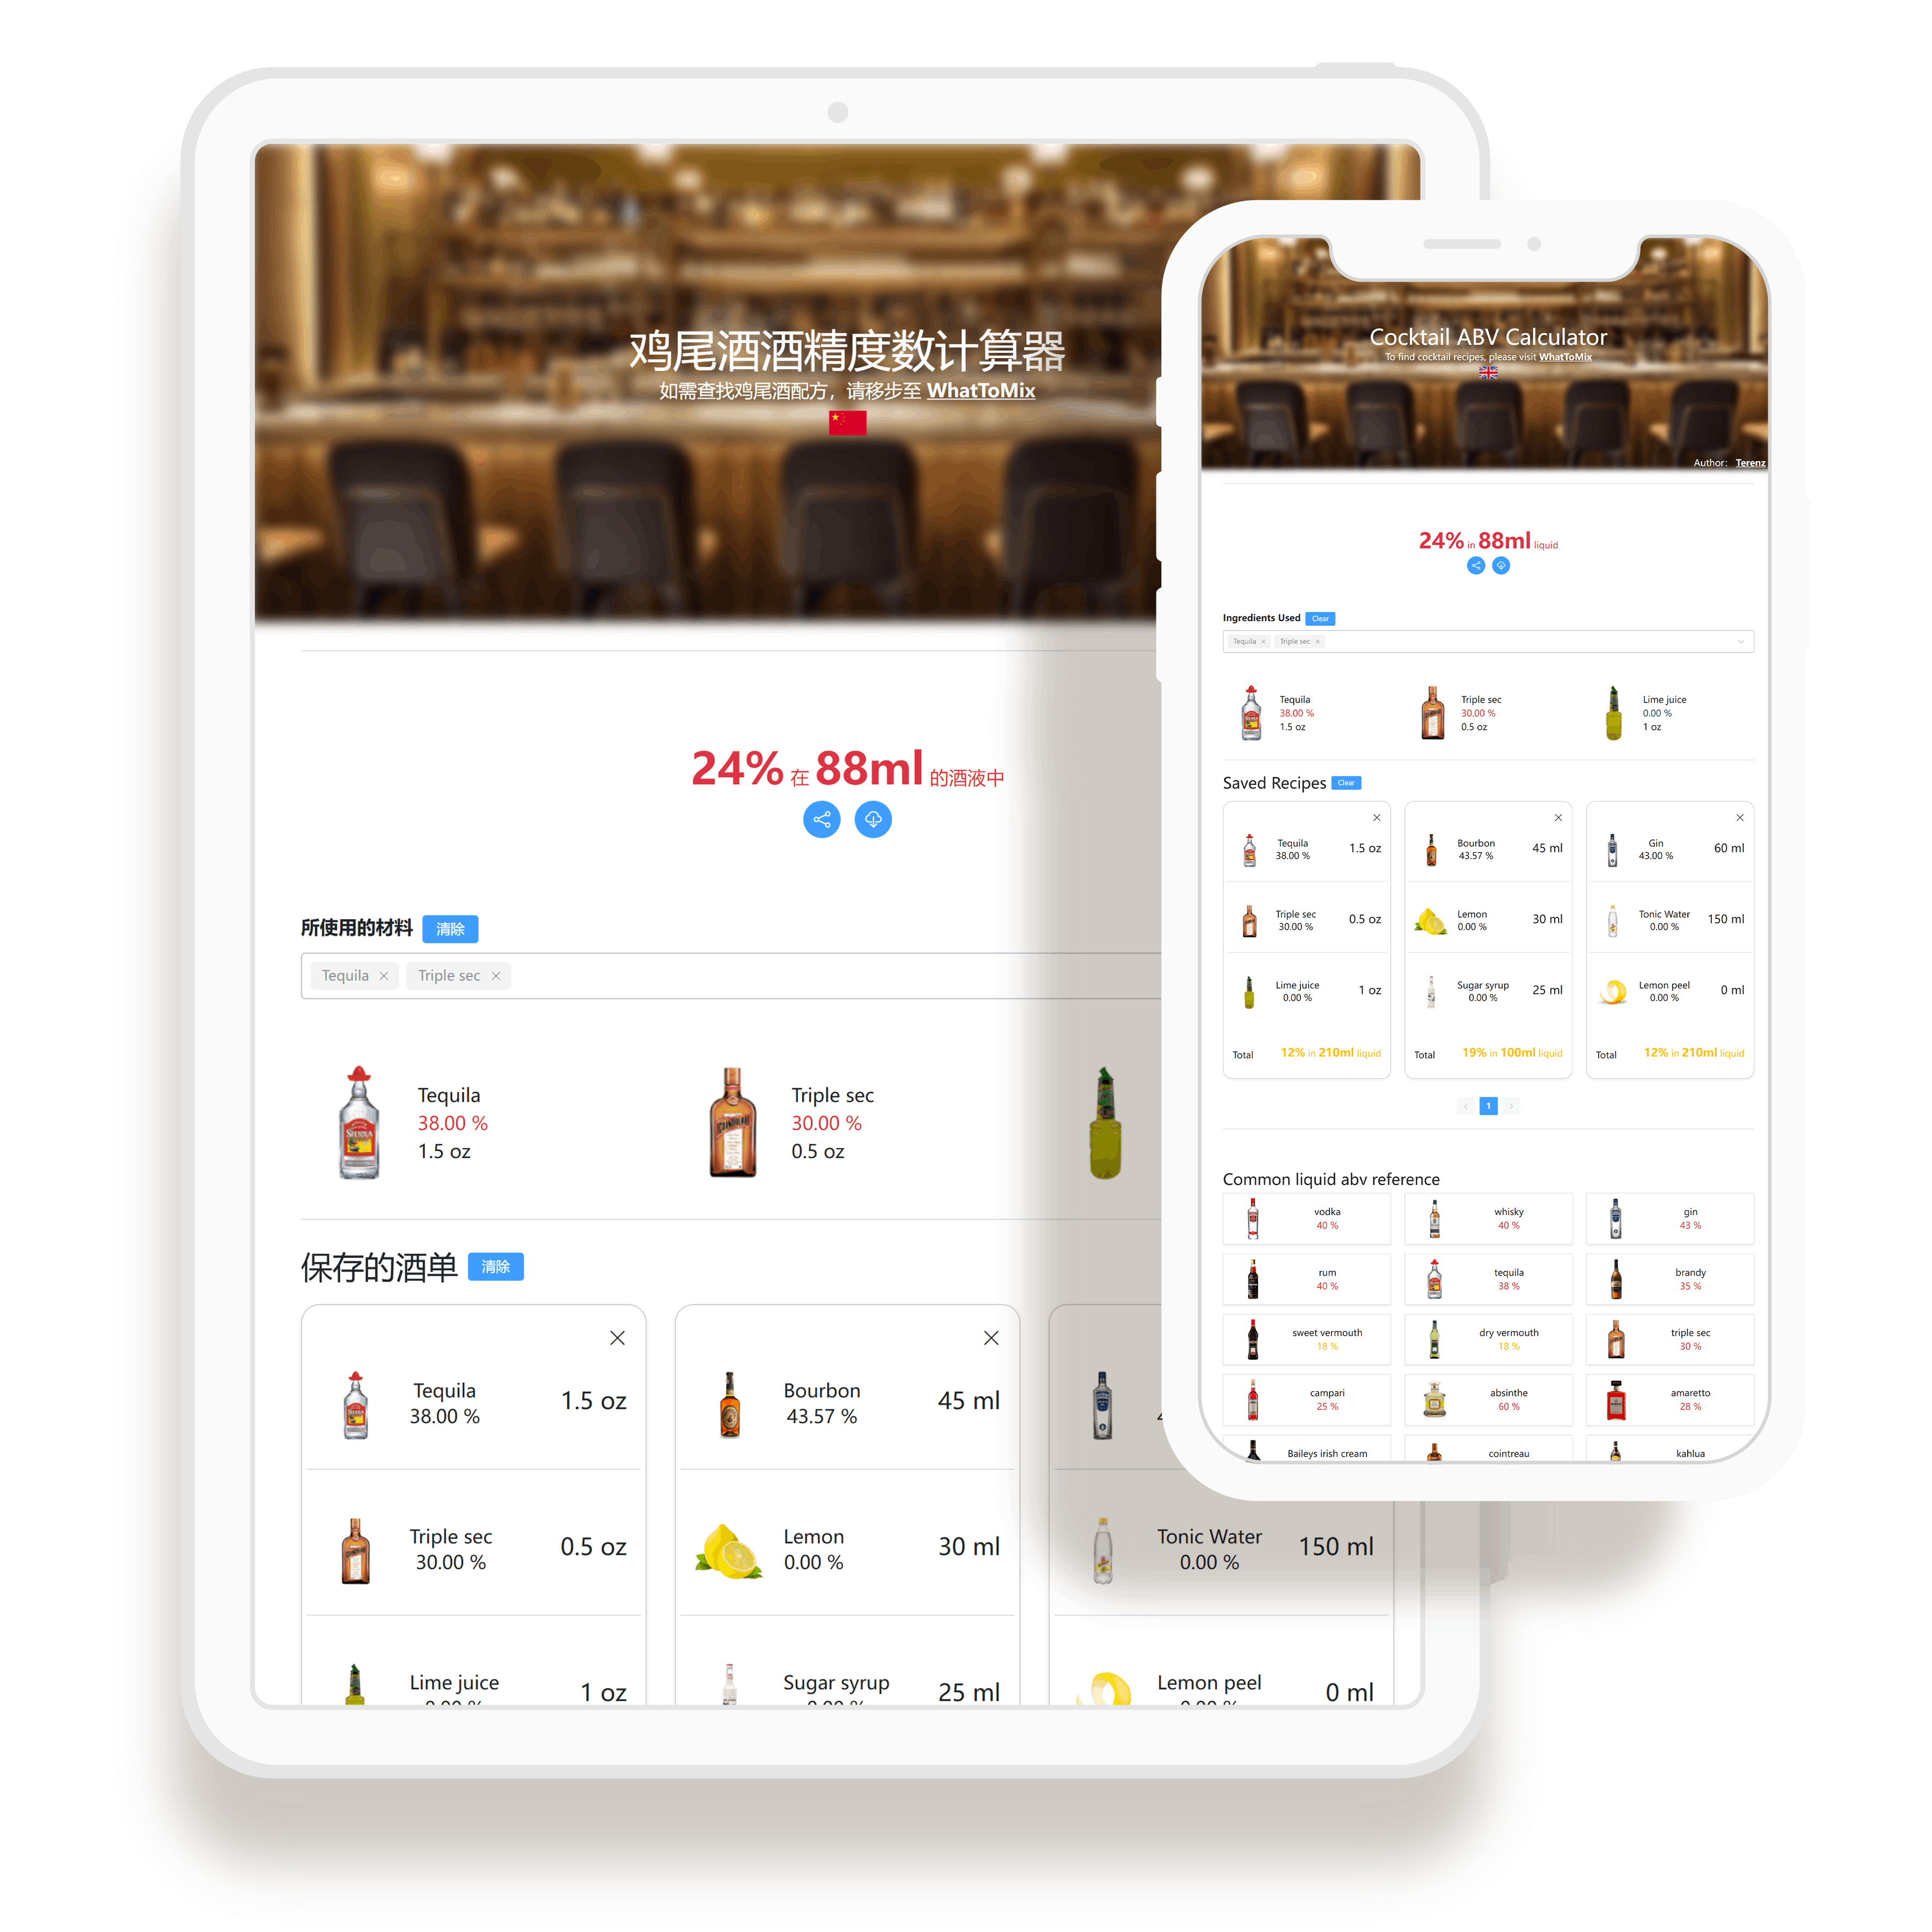 鸡尾酒酒精度数计算器
如需查找鸡尾酒配方，请移步至 WhatToMix
24% 在 88ml 的酒液中
所使用的材料 清除
Tequila × Triple sec ×
Tequila
38.00 %
1.5 oz
Triple sec
30.00 %
0.5 oz
保存的酒单 清除
Tequila
38.00 %
1.5 oz
Triple sec
30.00 %
0.5 oz
Lime juice
1 oz
Bourbon
43.57 %
45 ml
Lemon
0.00 %
30 ml
Sugar syrup
25 ml
Tonic Water
0.00 %
150 ml
Lemon peel
0 ml
Cocktail ABV Calculator
To find cocktail recipes, please visit WhatToMix
Author: Terenz
24% in 88ml liquid
Ingredients Used Clear
Tequila × Triple sec ×
Tequila
38.00 %
1.5 oz
Triple sec
30.00 %
0.5 oz
Lime juice
0.00 %
1 oz
Saved Recipes Clear
Tequila
38.00 %
1.5 oz
Triple sec
30.00 %
0.5 oz
Lime juice
0.00 %
1 oz
Total 12% in 210ml liquid
Bourbon
43.57 %
45 ml
Lemon
0.00 %
30 ml
Sugar syrup
0.00 %
25 ml
Total 19% in 100ml liquid
Gin
43.00 %
60 ml
Tonic Water
0.00 %
150 ml
Lemon peel
0.00 %
0 ml
Total 12% in 210ml liquid
1
Common liquid abv reference
vodka
40 %
whisky
40 %
gin
43 %
rum
40 %
tequila
38 %
brandy
35 %
sweet vermouth
18 %
dry vermouth
18 %
triple sec
30 %
campari
25 %
absinthe
60 %
amaretto
28 %
Baileys irish cream
cointreau
kahlua